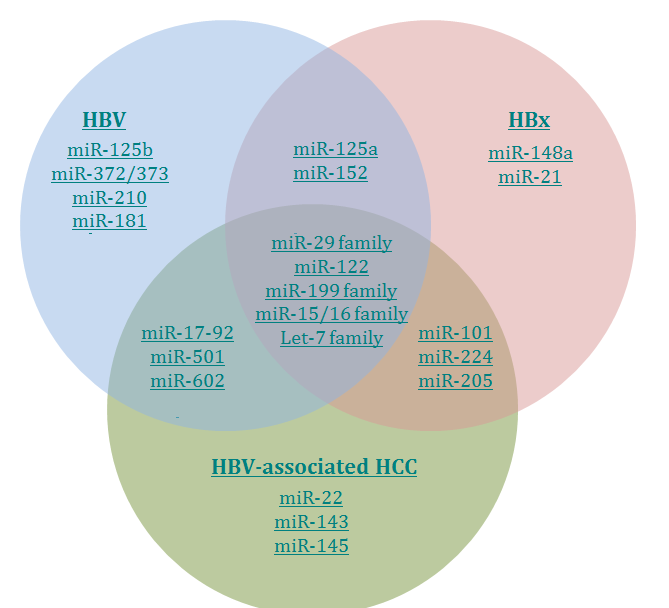 HBV
miR-125b
miR-372/373
miR-210
miR-181
miR-125a
miR-152
HBx
miR-148a
miR-21
miR-29 family
miR-122
miR-199 family
miR-15/16 family
Let-7 family
miR-17-92
miR-501
miR-602
miR-101
miR-224
miR-205
HBV-associated HCC
miR-22
miR-143
miR-145